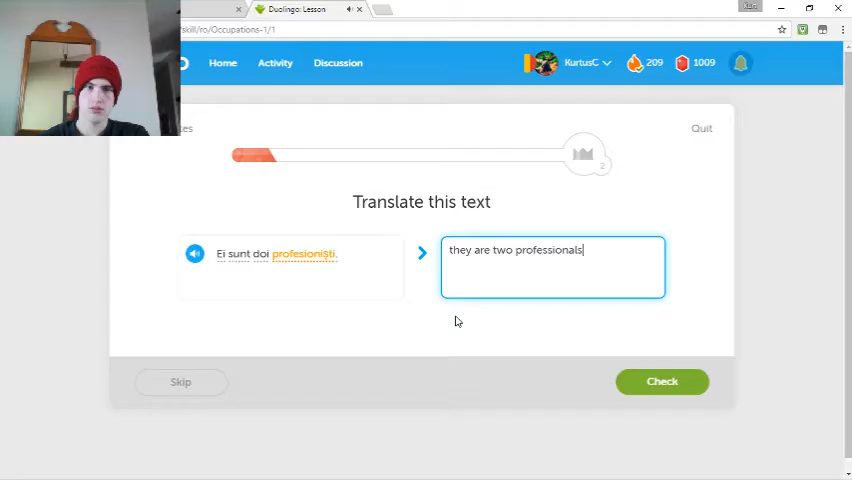 Duolingo: Lesson
Kurt
skill/ro/Occupations-1/1
Home Activity Discussion KurtusC 209 1009
Quit
2
Translate this text
Ei sunt doi profesioniști.
they are two professionals
Skip Check